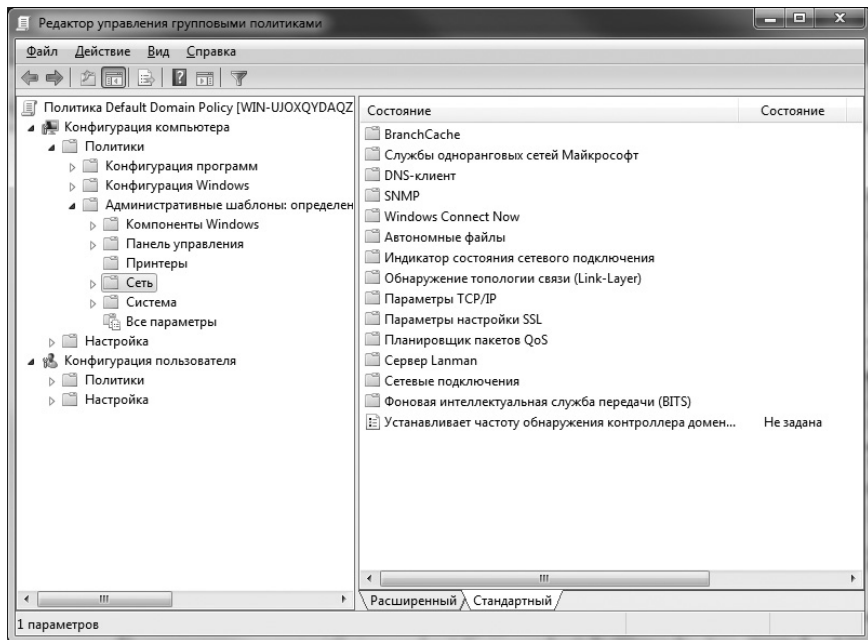 Редактор управления групповыми политиками
Файл Действие Вид Справка
Политика Default Domain Policy [WIN-UJOXQYDAQZ
Конфигурация компьютера
Политики
Конфигурация программ
Конфигурация Windows
Административные шаблоны: определен
Компоненты Windows
Панель управления
Принтеры
Сеть
Система
Все параметры
Настройка
Конфигурация пользователя
Политики
Настройка
Состояние Состояние
BranchCache
Службы одноранговых сетей Майкрософт
DNS-клиент
SNMP
Windows Connect Now
Автономные файлы
Индикатор состояния сетевого подключения
Обнаружение топологии связи (Link-Layer)
Параметры TCP/IP
Параметры настройки SSL
Планировщик пакетов QoS
Сервер Lanman
Сетевые подключения
Фоновая интеллектуальная служба передачи (BITS)
Устанавливает частоту обнаружения контроллера домен... Не задана
Расширенный Стандартный
1 параметров